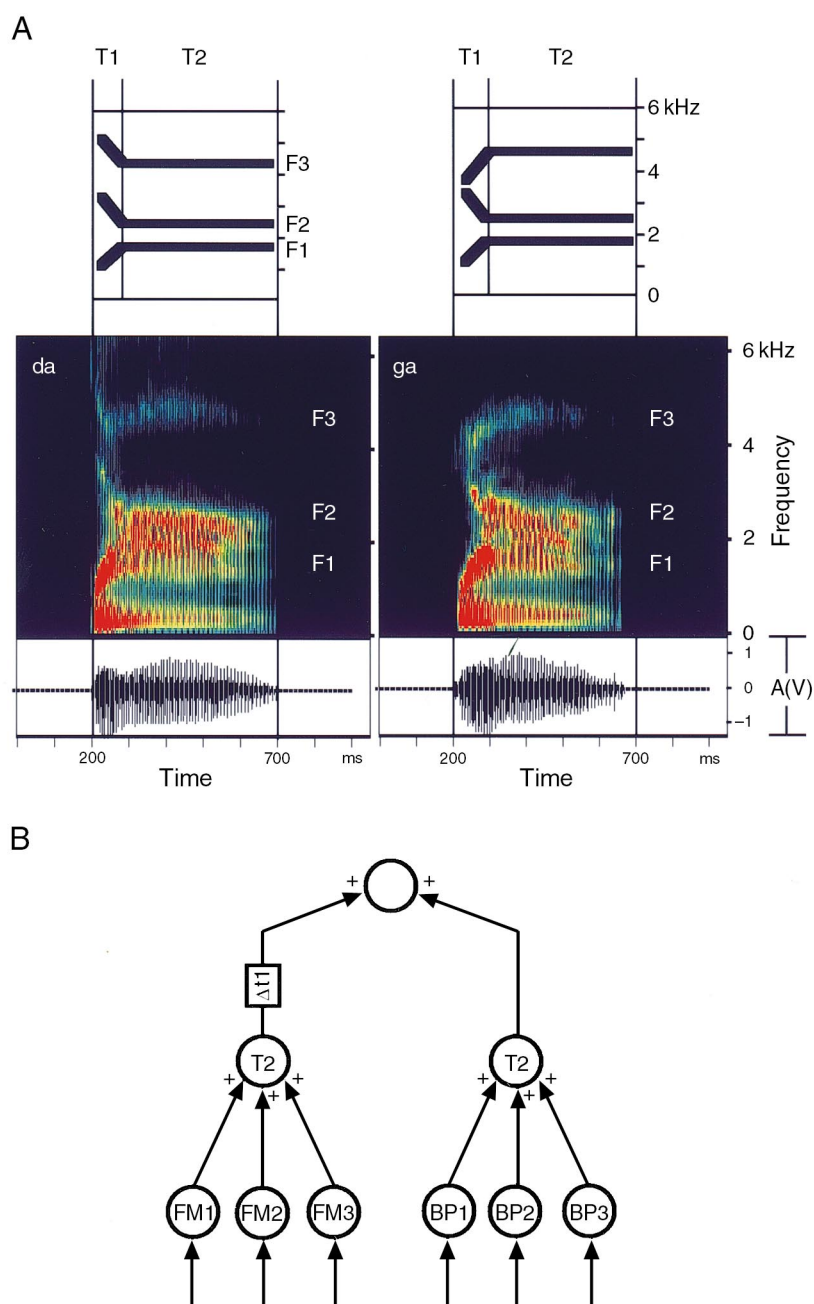 A
T1 T2 T1 T2
6 kHz
F3
4
F2
F1
2
0
da
ga
6 kHz
F3 F3
4
F2 F2
2
F1 F1
0
Frequency
1
0
–1
A(V)
200 700 ms 200 700 ms
Time Time
B
+ +
Δt1
T2 T2
+ + + + + +
FM1 FM2 FM3 BP1 BP2 BP3